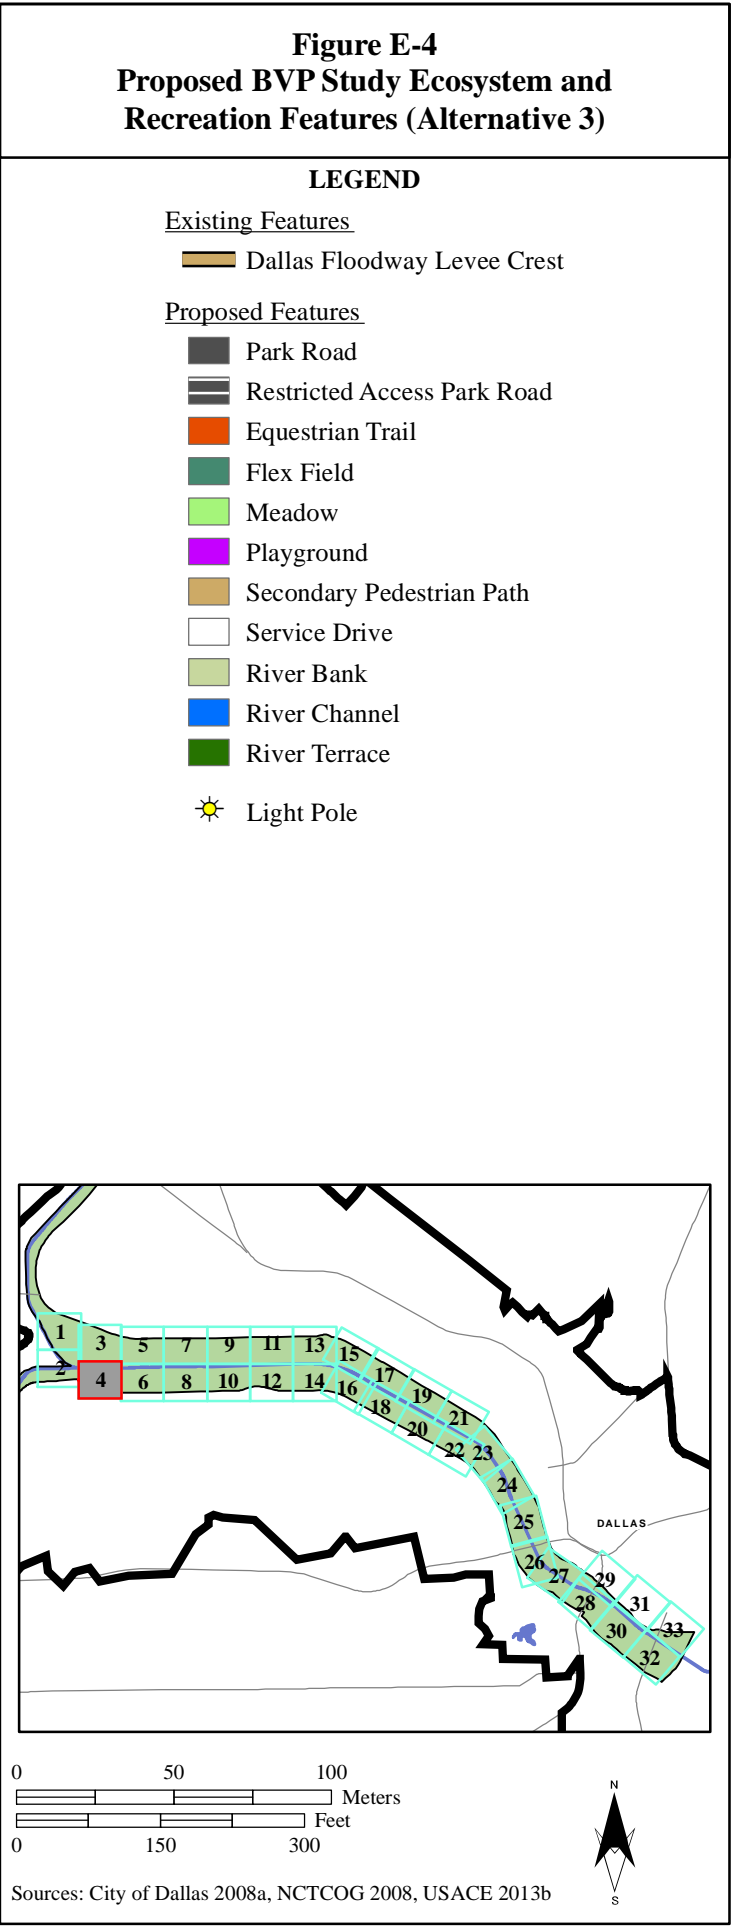 Figure E-4
Proposed BVP Study Ecosystem and
Recreation Features (Alternative 3)
LEGEND
Existing Features
Dallas Floodway Levee Crest
Proposed Features
Park Road
Restricted Access Park Road
Equestrian Trail
Flex Field
Meadow
Playground
Secondary Pedestrian Path
Service Drive
River Bank
River Channel
River Terrace
Light Pole
1
3
5
7
9
11
13
15
2
4
6
8
10
12
14
16
17
18
19
20
21
22
23
24
25
DALLAS
26
27
29
28
31
30
33
32
0 50 100
Meters
Feet
0 150 300
N
S
Sources: City of Dallas 2008a, NCTCOG 2008, USACE 2013b